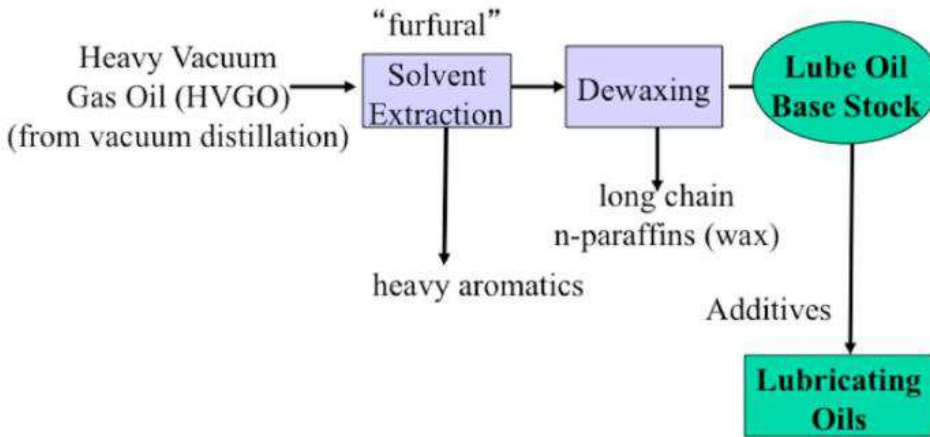 “furfural”
Heavy Vacuum
Gas Oil (HVGO)
(from vacuum distillation)
Solvent
Extraction
Dewaxing
Lube Oil
Base Stock
long chain
n-paraffins (wax)
heavy aromatics
Additives
Lubricating
Oils